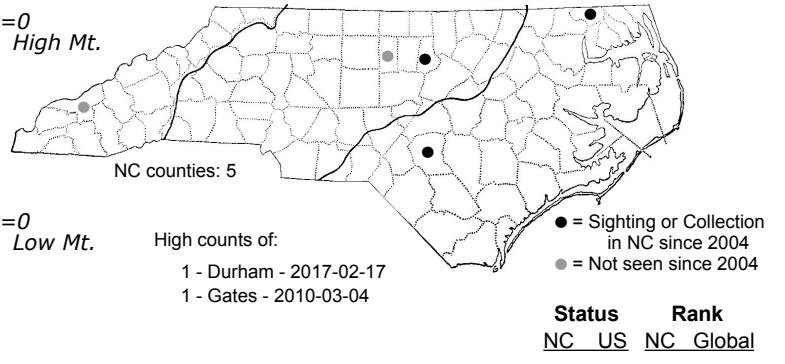 =0
High Mt.
NC counties: 5
=0
Low Mt.
High counts of:
1 - Durham - 2017-02-17
1 - Gates - 2010-03-04
● = Sighting or Collection
in NC since 2004
● = Not seen since 2004
Status Rank
NC US NC Global